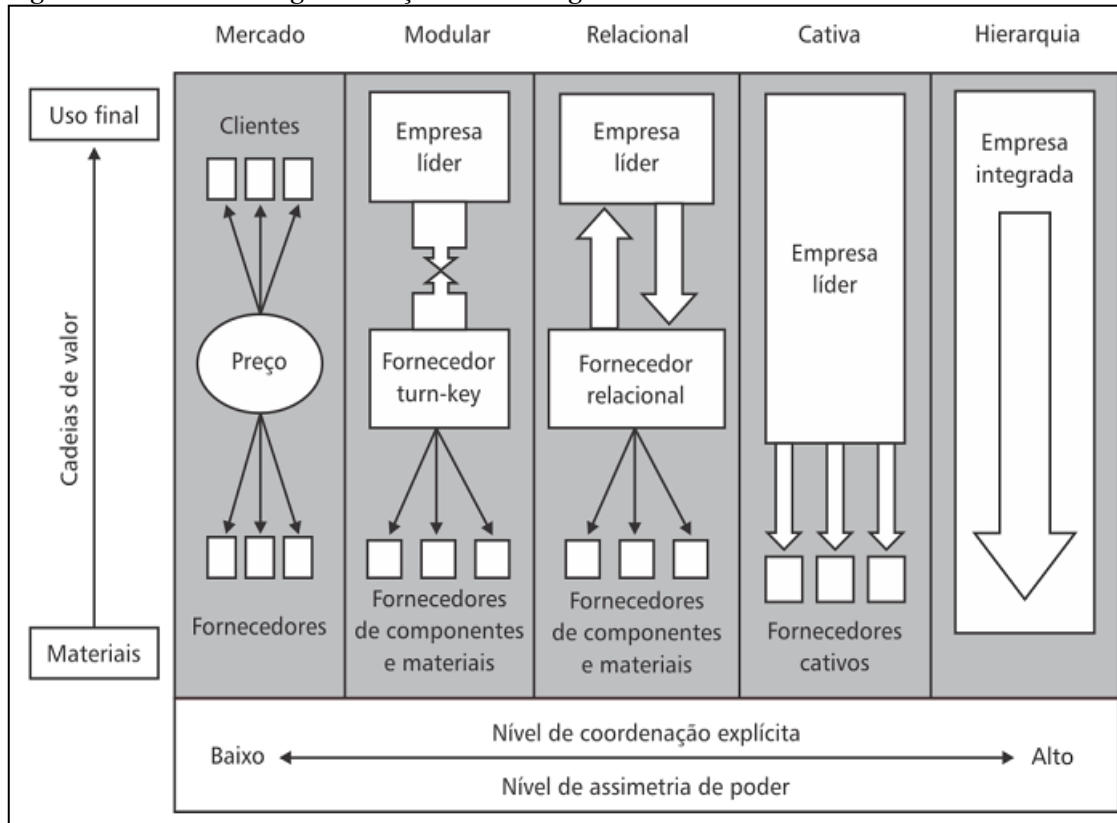 Mercado
Modular
Relacional
Cativa
Hierarquia
Uso final
Cadeias de valor
Materiais
Clientes
Preço
Fornecedores
Empresa
líder
Fornecedor
turn-key
Fornecedores
de componentes
e materiais
Empresa
líder
Fornecedor
relacional
Fornecedores
de componentes
e materiais
Empresa
líder
Fornecedores
cativos
Empresa
integrada
Nível de coordenação explícita
Baixo
Alto
Nível de assimetria de poder